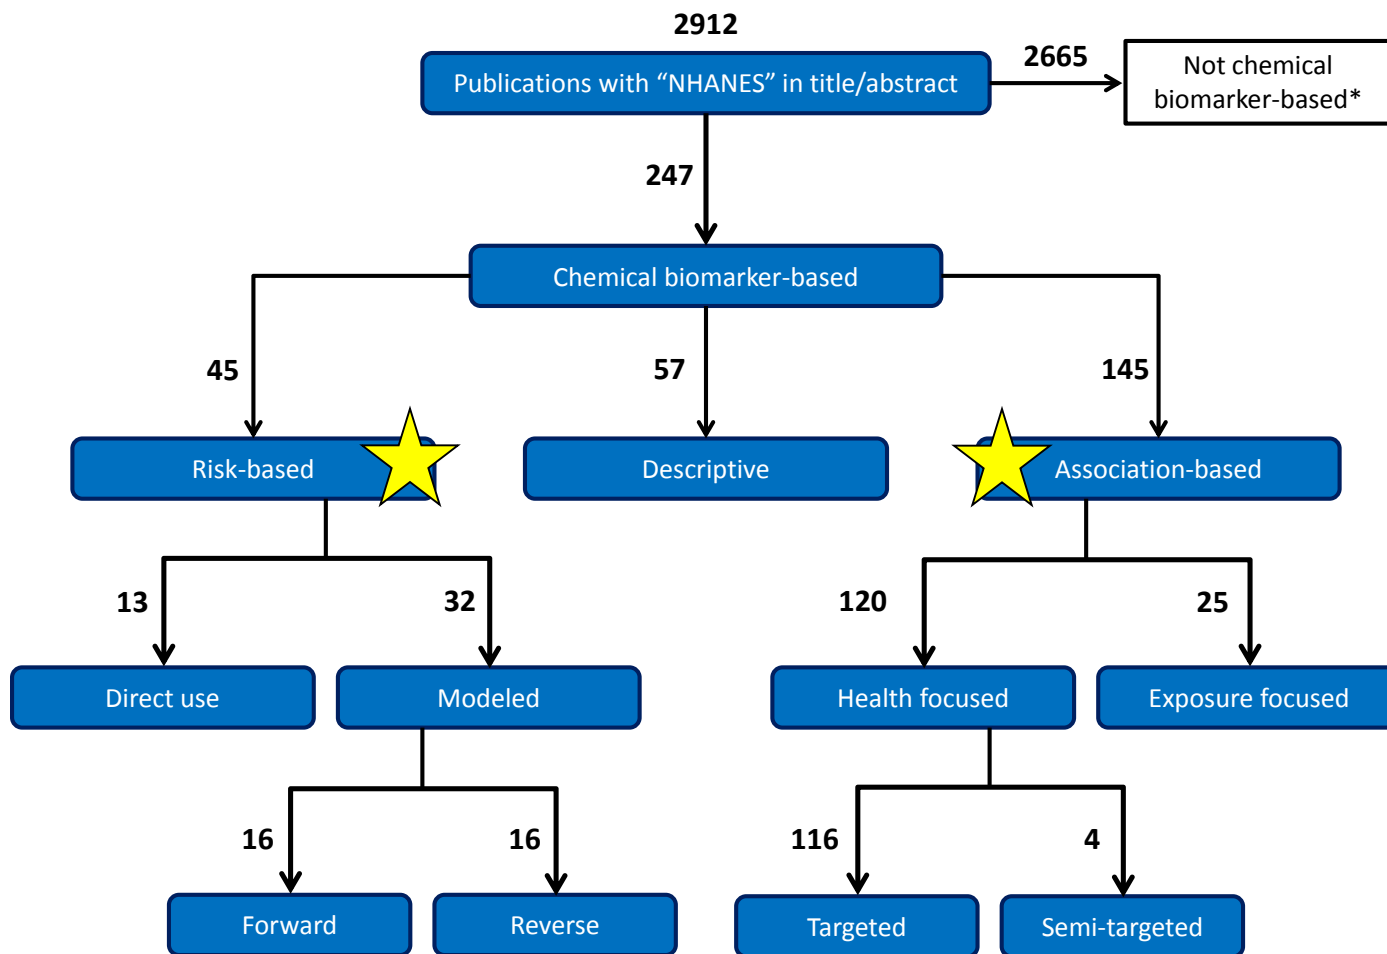 2912
Publications with “NHANES” in title/abstract
2665
Not chemical
biomarker-based*
247
Chemical biomarker-based
45
57
145
Risk-based
Descriptive
Association-based
13
32
120
25
Direct use
Modeled
Health focused
Exposure focused
16
16
116
4
Forward
Reverse
Targeted
Semi-targeted